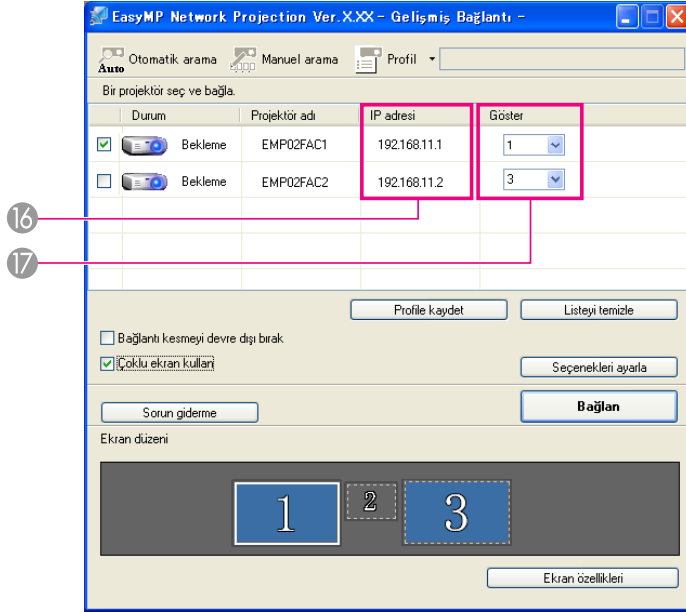 EasyMP Network Projection Ver.X.XX – Gelişmiş Bağlantı –
Auto Otomatik arama Manuel arama Profil
Bir projektör seç ve bağla.
Durum Projektör adı IP adresi Göster
Bekleme EMP02FAC1 192.168.11.1 1
Bekleme EMP02FAC2 192.168.11.2 3
16
17
Profile kaydet Listeyi temizle
Bağlantı kesmeyi devre dışı bırak
Çoklu ekran kullan
Seçenekleri ayarla
Sorun giderme Bağlan
Ekran düzeni
1 2 3
Ekran özellikleri